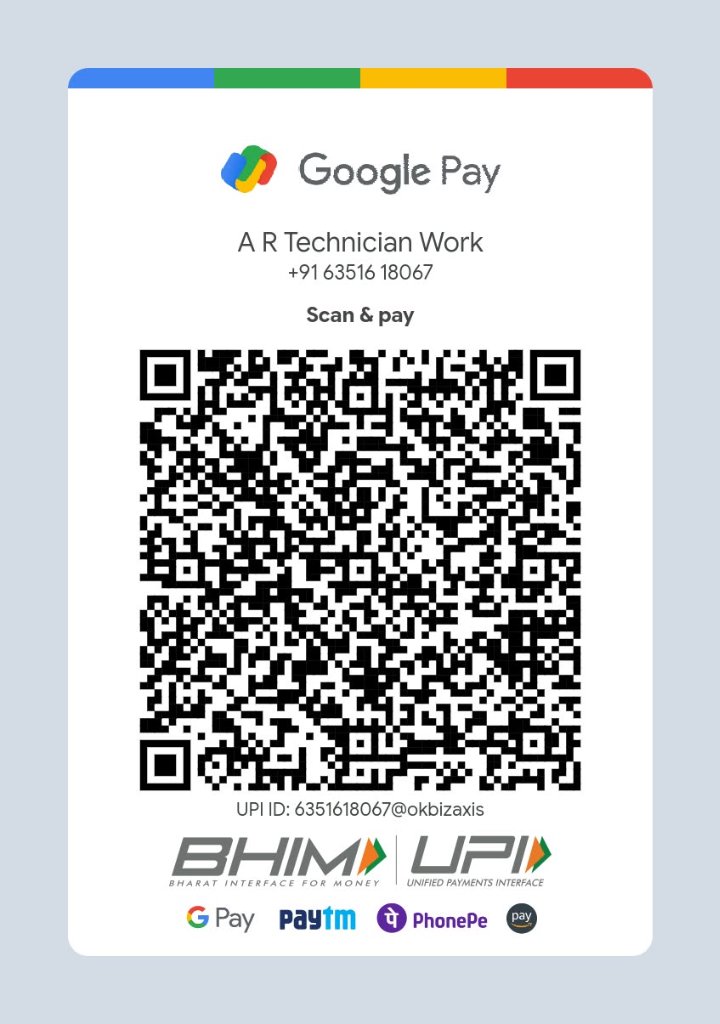 Google Pay
A R Technician Work
+91 63516 18067
Scan & pay
UPI ID: 6351618067@okbizaxis
BHIM UPI
BHARAT INTERFACE FOR MONEY UNIFIED PAYMENTS INTERFACE
G Pay paytm पे PhonePe pay